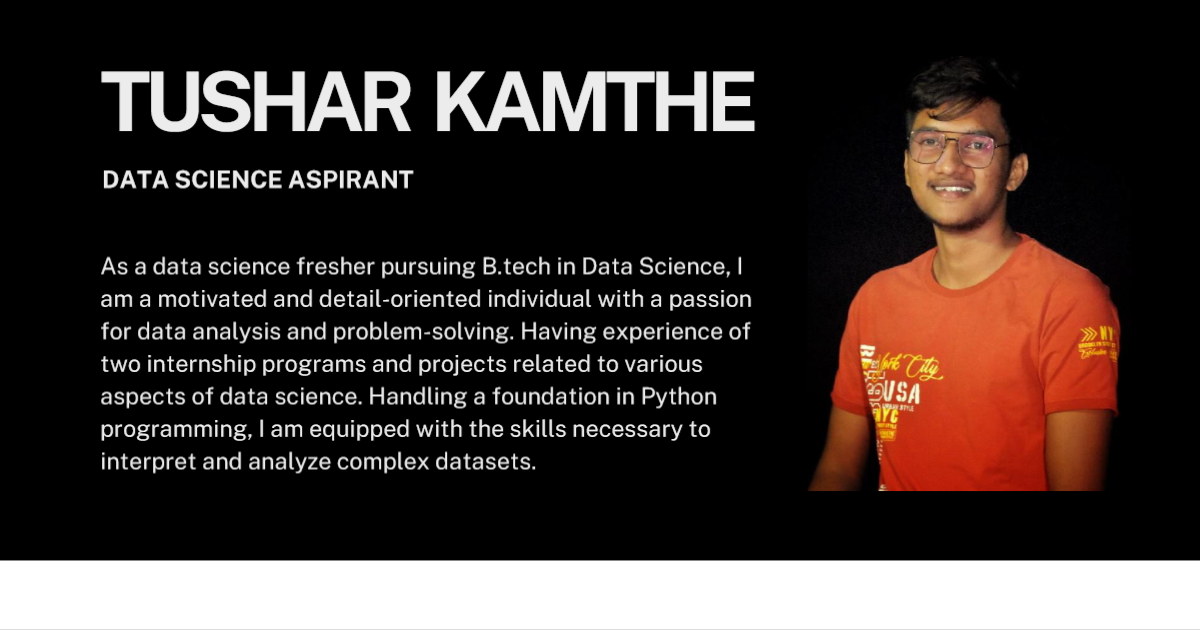 TUSHAR KAMTHE
DATA SCIENCE ASPIRANT
As a data science fresher pursuing B.tech in Data Science, I
am a motivated and detail-oriented individual with a passion
for data analysis and problem-solving. Having experience of
two internship programs and projects related to various
aspects of data science. Handling a foundation in Python
programming, I am equipped with the skills necessary to
interpret and analyze complex datasets.
City
USA
NYC
NYC